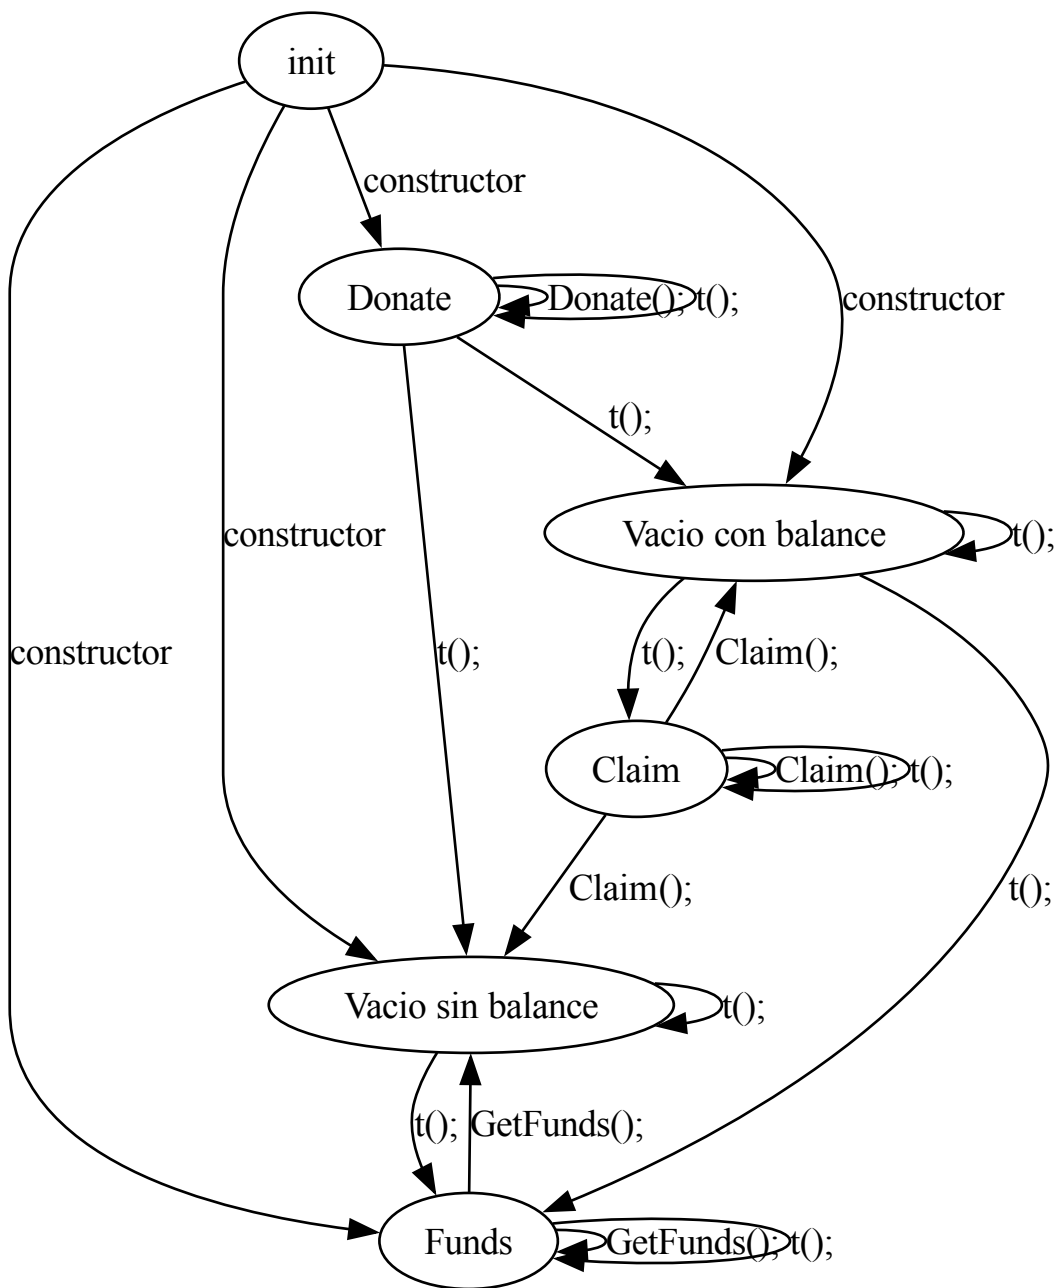 init
constructor
Donate
Donate();
t();
constructor
t();
Vacio con balance
t();
constructor
constructor
t();
t();
Claim();
Claim
Claim();
t();
Claim();
t();
Vacio sin balance
t();
t();
GetFunds();
Funds
GetFunds();
t();